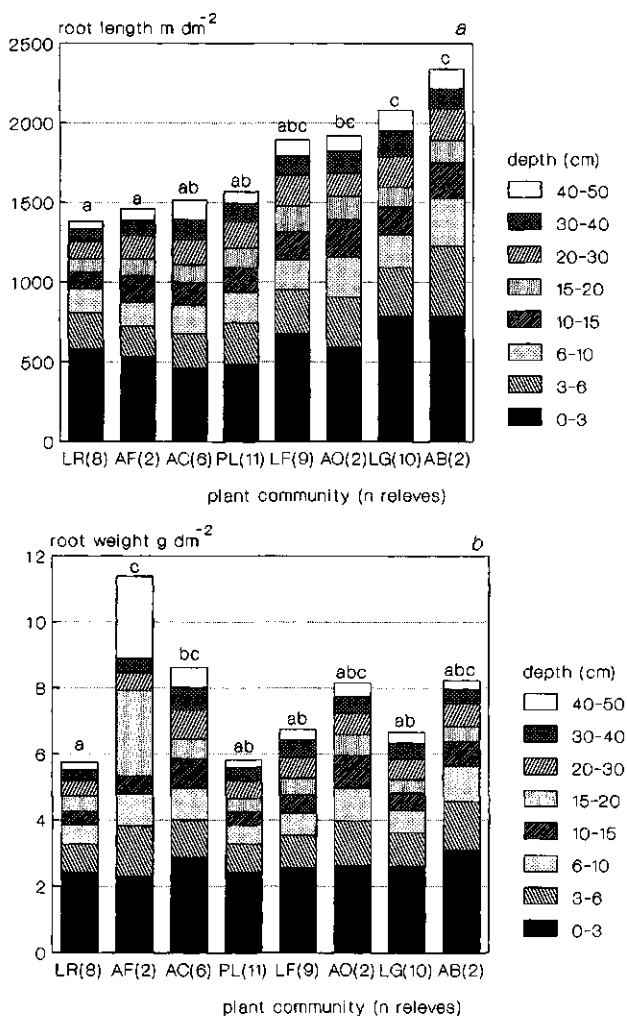 root length m dm⁻² a
2500
2000
1500
1000
500
0
a a ab ab abc bc c c
LR(8) AF(2) AC(6) PL(11) LF(9) AO(2) LG(10) AB(2)
plant community (n releves)
depth (cm)
40-50
30-40
20-30
15-20
10-15
6-10
3-6
0-3
root weight g dm⁻² b
12
10
8
6
4
2
0
a c bc ab ab abc ab abc
LR(8) AF(2) AC(6) PL(11) LF(9) AO(2) LG(10) AB(2)
plant community (n releves)
depth (cm)
40-50
30-40
20-30
15-20
10-15
6-10
3-6
0-3